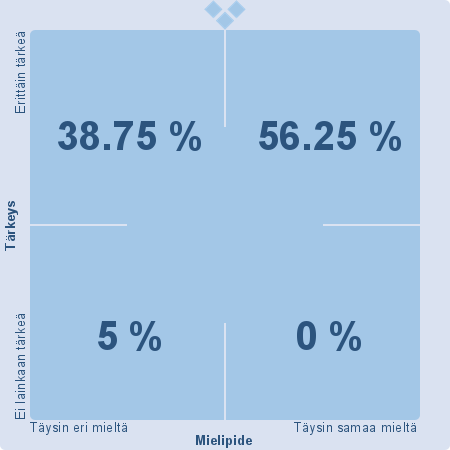 Erittäin tärkeä
38.75 %
56.25 %
Tärkeys
5 %
0 %
Ei lainkaan tärkeä
Täysin eri mieltä
Täysin samaa mieltä
Mielipide